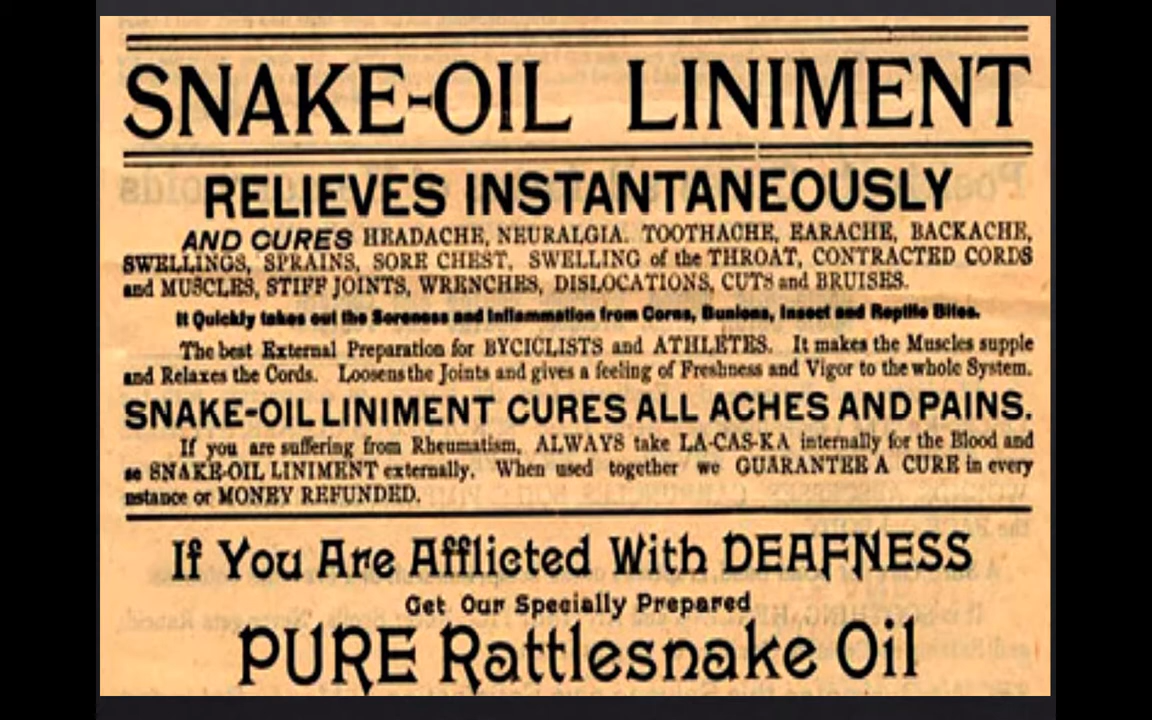 SNAKE-OIL LINIMENT
RELIEVES INSTANTANEOUSLY
AND CURES HEADACHE, NEURALGIA. TOOTHACHE, EARACHE, BACKACHE,
SWELLINGS, SPRAINS, SORE CHEST, SWELLING of the THROAT, CONTRACTED CORDS
and MUSCLES, STIFF JOINTS, WRENCHES, DISLOCATIONS, CUTS and BRUISES.
It Quickly takes out the Soreness and Inflammation from Corns, Bunions, Insect and Reptile Bites.
The best External Preparation for BYCICLISTS and ATHLETES. It makes the Muscles supple
and Relaxes the Cords. Loosens the Joints and gives a feeling of Freshness and Vigor to the whole System.
SNAKE-OIL LINIMENT CURES ALL ACHES AND PAINS.
If you are suffering from Rheumatism, ALWAYS take LA-CAS-KA internally for the Blood and
se SNAKE-OIL LINIMENT externally. When used together we GUARANTEE A CURE in every
nstance or MONEY REFUNDED.
If You Are Afflicted With DEAFNESS
Get Our Specially Prepared
PURE Rattlesnake Oil